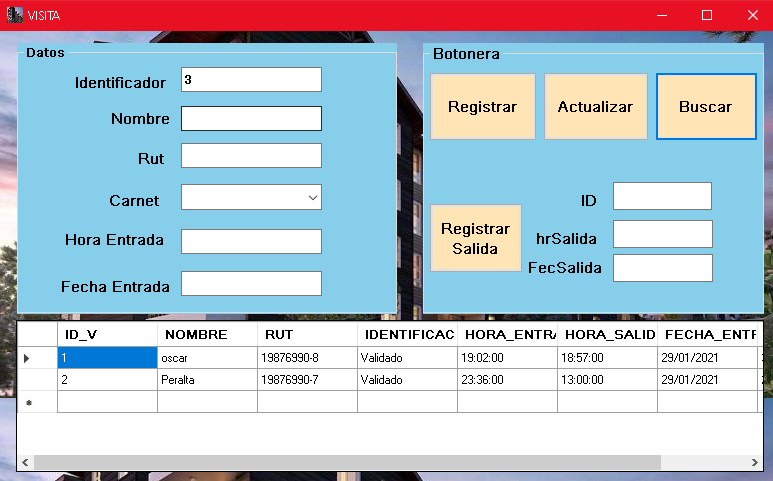 VISITA
Datos
Identificador 3
Nombre
Rut
Carnet
Hora Entrada
Fecha Entrada
Botonera
Registrar Actualizar Buscar
Registrar
Salida
ID
hrSalida
FecSalida
ID_V NOMBRE RUT IDENTIFICAC HORA_ENTRA HORA_SALID FECHA_ENTF
1 oscar 19876990-8 Validado 19:02:00 18:57:00 29/01/2021
2 Peralta 19876990-7 Validado 23:36:00 13:00:00 29/01/2021